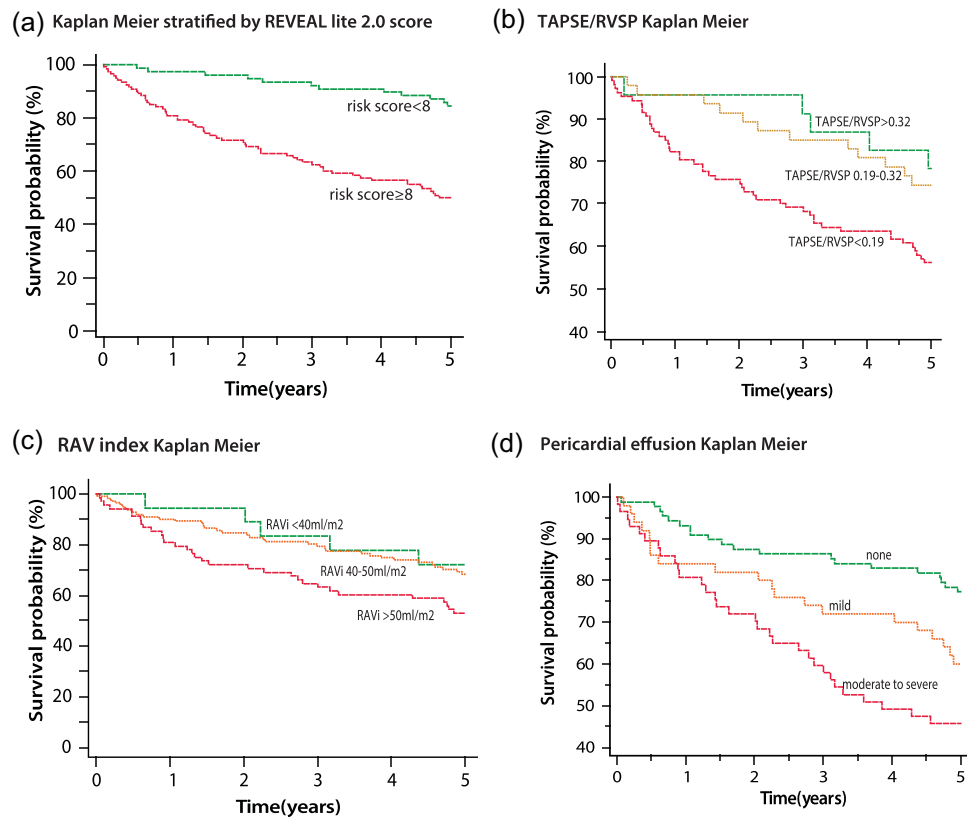 (a) Kaplan Meier stratified by REVEAL lite 2.0 score
Survival probability (%)
100
80
60
40
20
0
risk score<8
risk score≥8
0 1 2 3 4 5
Time(years)
(b) TAPSE/RVSP Kaplan Meier
Survival probability (%)
100
90
80
70
60
50
40
TAPSE/RVSP>0.32
TAPSE/RVSP 0.19-0.32
TAPSE/RVSP<0.19
0 1 2 3 4 5
Time(years)
(c) RAV index Kaplan Meier
Survival probability (%)
100
80
60
40
20
0
RAVi <40ml/m2
RAVi 40-50ml/m2
RAVi >50ml/m2
0 1 2 3 4 5
Time(years)
(d) Pericardial effusion Kaplan Meier
Survival probability (%)
100
90
80
70
60
50
40
none
mild
moderate to severe
0 1 2 3 4 5
Time(years)